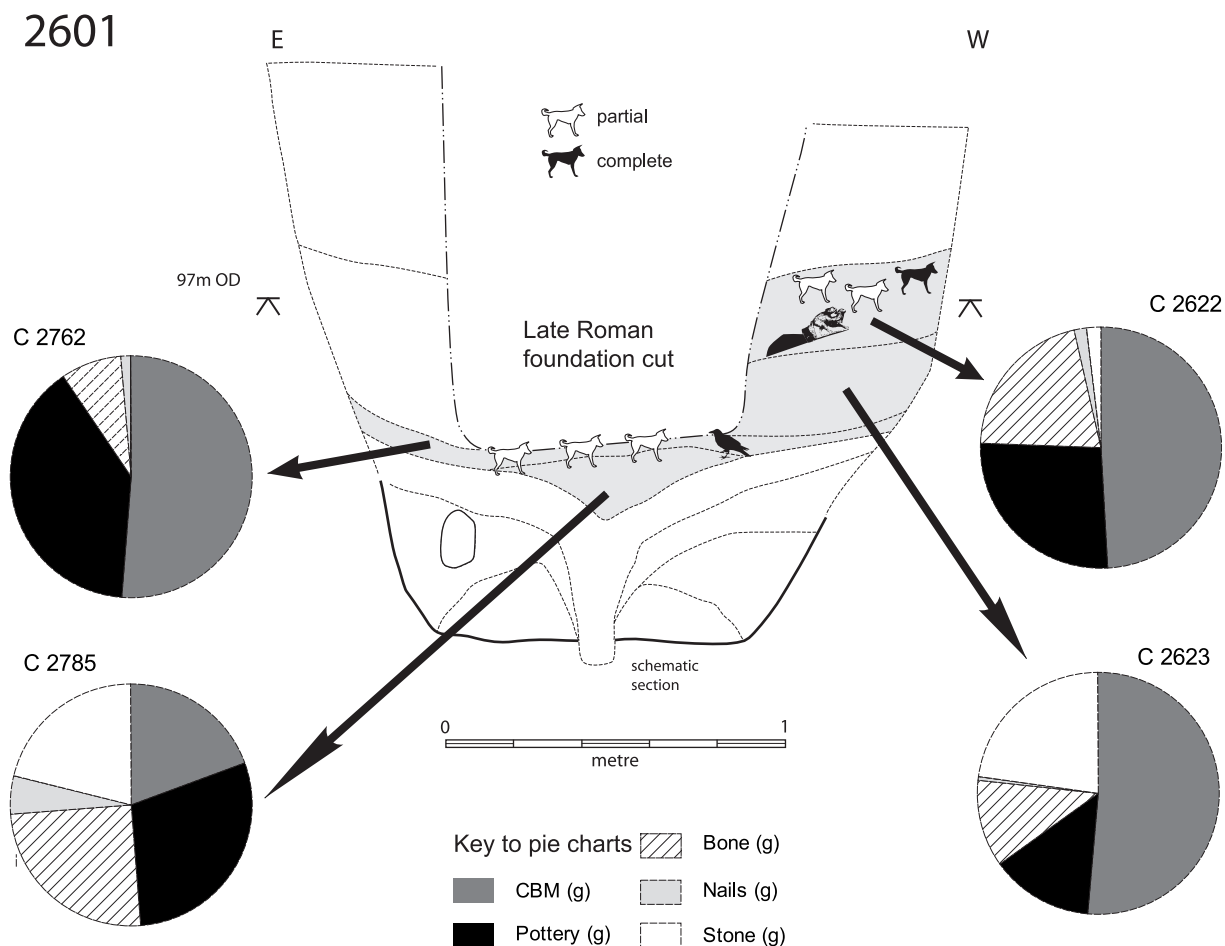 2601
E
W
partial
complete
97m OD
Late Roman
foundation cut
C 2762
C 2622
C 2785
C 2623
schematic
section
0
1
metre
Key to pie charts
Bone (g)
CBM (g)
Nails (g)
Pottery (g)
Stone (g)